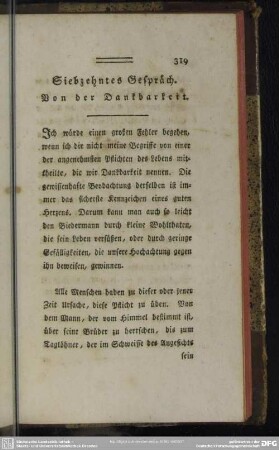 319
Siebzehntes Gespräch.
Von der Dankbarkeit.
Ich würde einen großen Fehler begehen,
wenn ich die nicht meine Begriffe von einer
der angenehmsten Pflichten des Lebens mit-
theilte, die wir Dankbarkeit nennen. Die
gewissenhafte Beobachtung derselben ist im-
mer das sicherste Kennzeichen eines guten
Herzens. Darum kann man auch so leicht
den Biedermann durch kleine Wohlthaten,
die sein Leben versüßen, oder durch geringe
Gefälligkeiten, die unsere Hochachtung gegen
ihn beweisen, gewinnen.
Alle Menschen haben zu dieser oder jener
Zeit Ursache, diese Pflicht zu üben. Von
dem Mann, der vom Himmel bestimmt ist,
über seine Brüder zu herrschen, bis zum
Taglöhner, der im Schweisse des Angesichts
sein